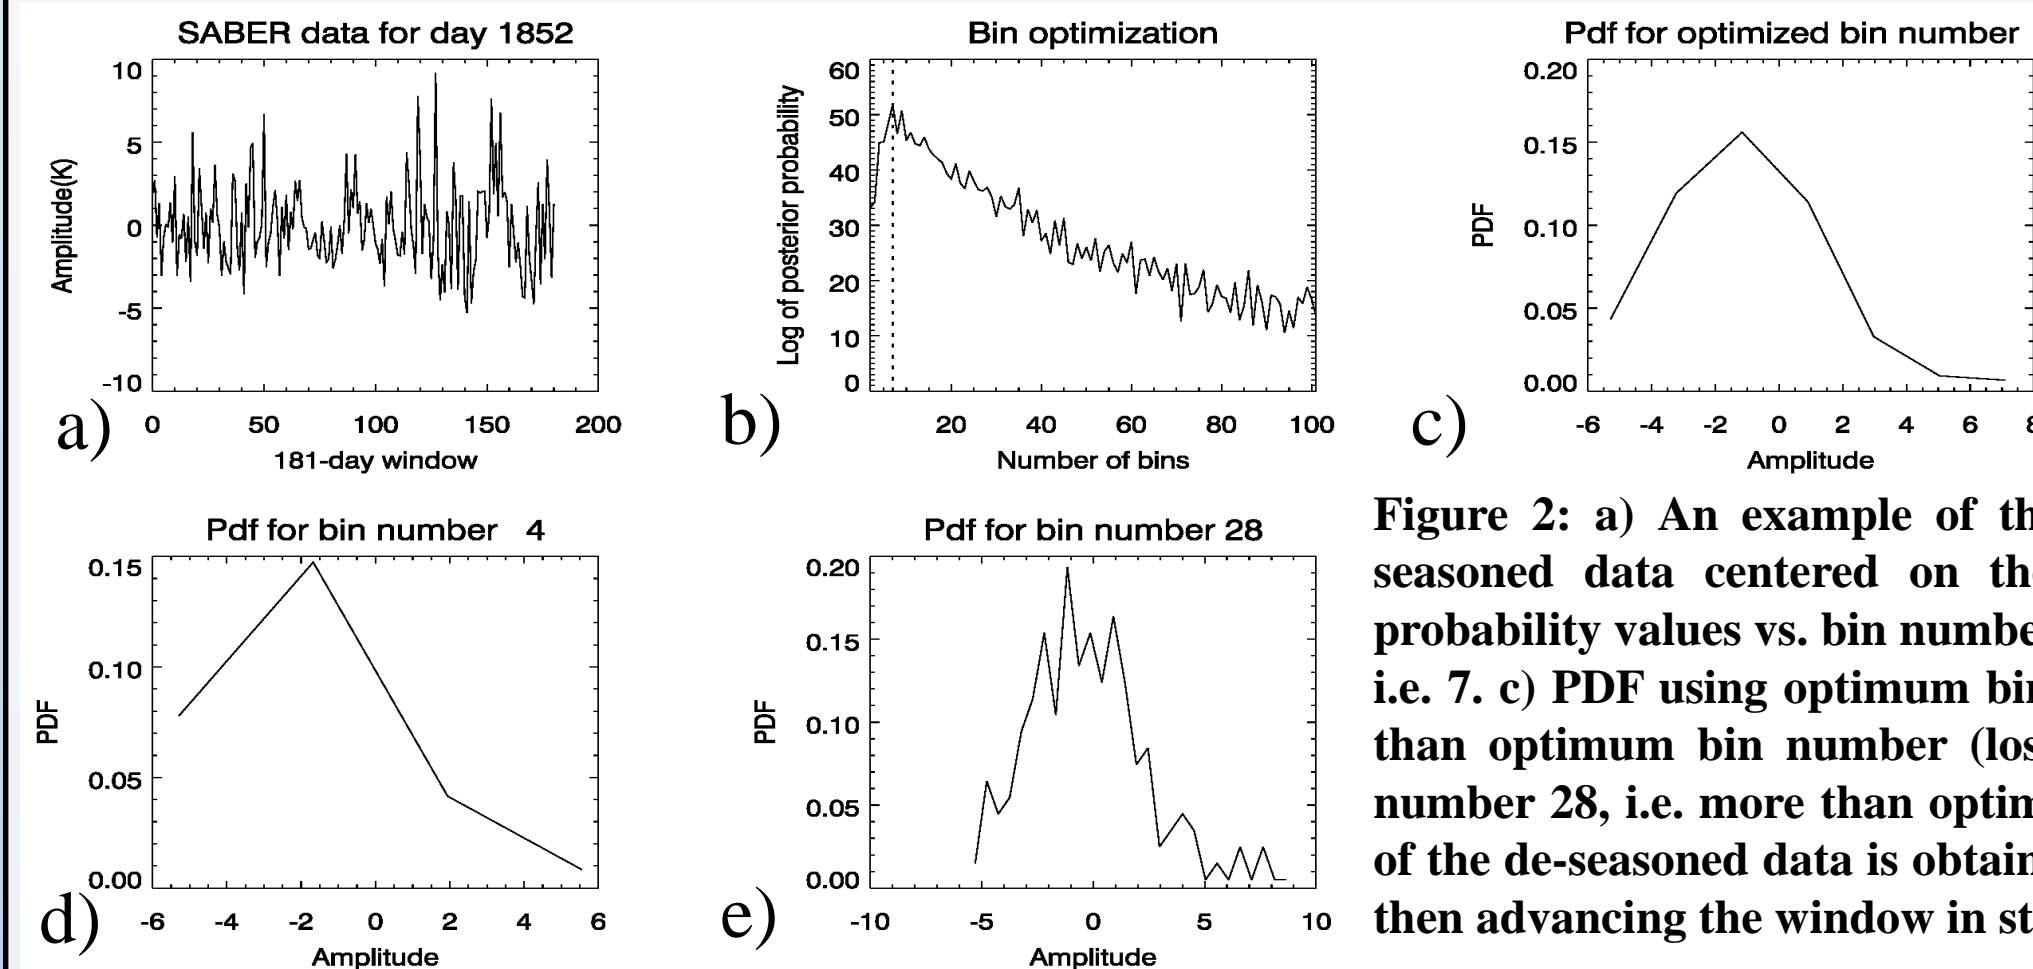 SABER data for day 1852
10
5
0
-5
-10
Amplitude(K)
0 50 100 150 200
181-day window
a)
Bin optimization
60
50
40
30
20
10
0
Log of posterior probability
20 40 60 80 100
Number of bins
b)
Pdf for optimized bin number
0.20
0.15
0.10
0.05
0.00
PDF
-6 -4 -2 0 2 4 6
Amplitude
c)
Pdf for bin number 4
0.15
0.10
0.05
0.00
PDF
-6 -4 -2 0 2 4 6
Amplitude
d)
Pdf for bin number 28
0.20
0.15
0.10
0.05
0.00
PDF
-10 -5 0 5 10
Amplitude
e)
Figure 2: a) An example of
seasoned data centered on
probability values vs. bin
i.e. 7. c) PDF using optimum
than optimum bin number
number 28, i.e. more than
of the de-seasoned data is
then advancing the window in